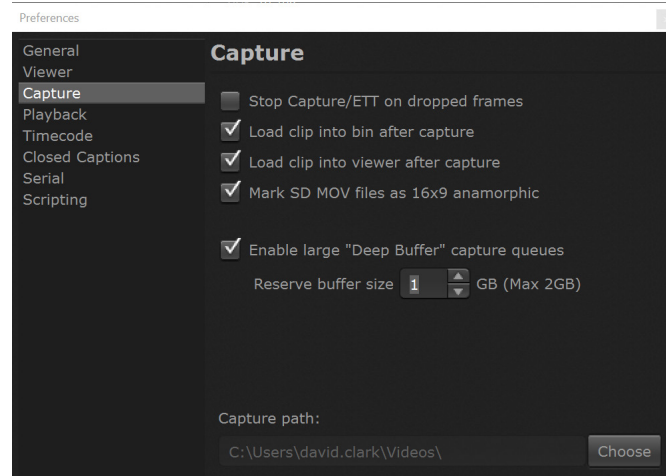 Preferences
General
Viewer
Capture
Playback
Timecode
Closed Captions
Serial
Scripting
Capture
Stop Capture/ETT on dropped frames
Load clip into bin after capture
Load clip into viewer after capture
Mark SD MOV files as 16x9 anamorphic
Enable large "Deep Buffer" capture queues
Reserve buffer size 1 GB (Max 2GB)
Capture path:
C:\Users\david.clark\Videos\ Choose